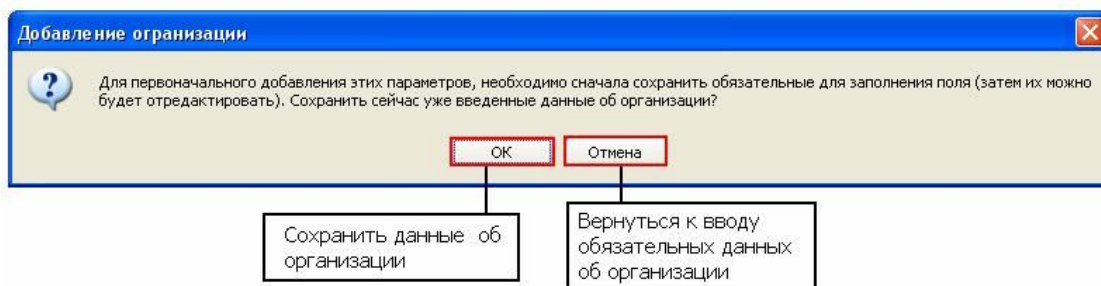 Добавление огранизации
Для первоначального добавления этих параметров, необходимо сначала сохранить обязательные для заполнения поля (затем их можно
будет отредактировать). Сохранить сейчас уже введенные данные об организации?
ОК
Отмена
Сохранить данные об
организации
Вернуться к вводу
обязательных данных
об организации